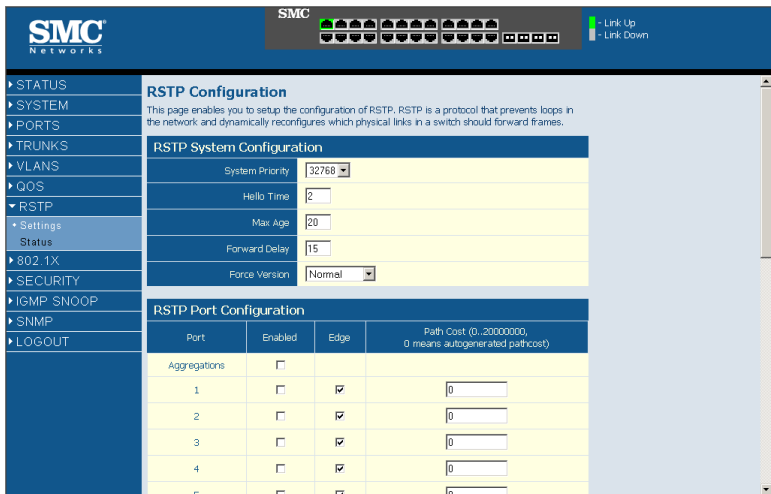 SMC
SMC
Networks
- Link Up
- Link Down
STATUS
SYSTEM
PORTS
TRUNKS
VLANS
QOS
RSTP
Settings
Status
802.1X
SECURITY
IGMP SNOOP
SNMP
LOGOUT
RSTP Configuration
This page enables you to setup the configuration of RSTP. RSTP is a protocol that prevents loops in
the network and dynamically reconfigures which physical links in a switch should forward frames.
RSTP System Configuration
System Priority 32768
Hello Time 2
Max Age 20
Forward Delay 15
Force Version Normal
RSTP Port Configuration
Port Enabled Edge Path Cost (0..20000000,
0 means autogenerated pathcost)
Aggregations
1 0
2 0
3 0
4 0